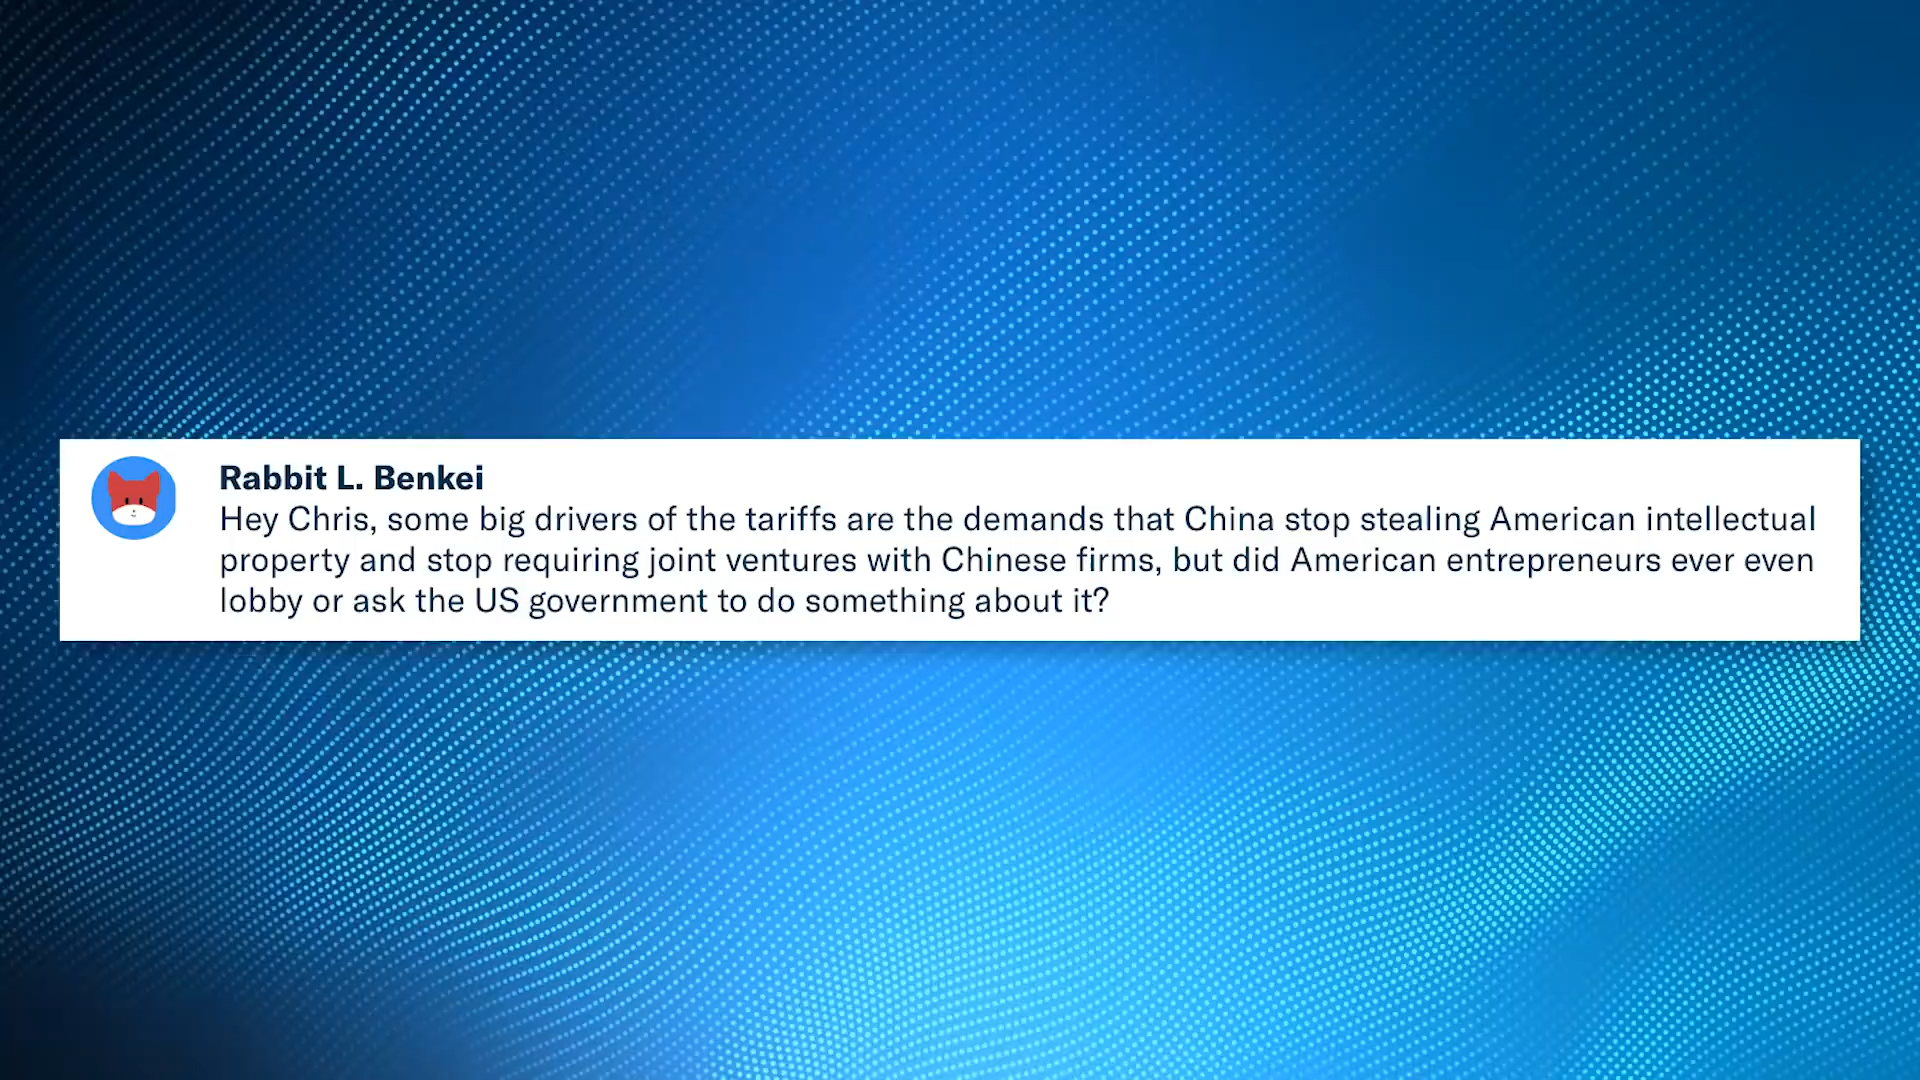 Rabbit L. Benkei
Hey Chris, some big drivers of the tariffs are the demands that China stop stealing American intellectual
property and stop requiring joint ventures with Chinese firms, but did American entrepreneurs ever even
lobby or ask the US government to do something about it?